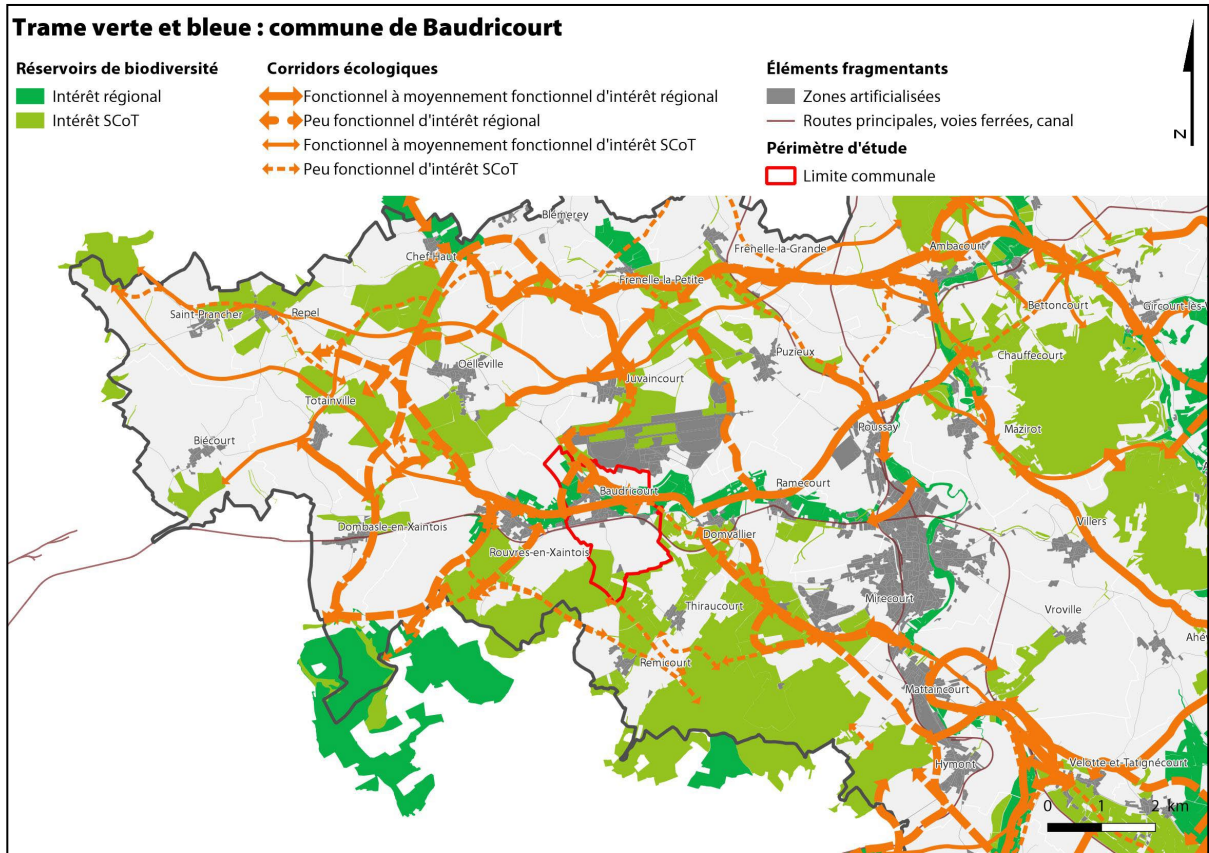 Trame verte et bleue : commune de Baudricourt
Réservoirs de biodiversité
Intérêt régional
Intérêt SCoT
Corridors écologiques
Fonctionnel à moyennement fonctionnel d'intérêt régional
Peu fonctionnel d'intérêt régional
Fonctionnel à moyennement fonctionnel d'intérêt SCoT
Peu fonctionnel d'intérêt SCoT
Éléments fragmentants
Zones artificialisées
Routes principales, voies ferrées, canal
Périmètre d'étude
Limite communale
N
Blémerey
Frenelle-la-Grande
Ambacourt
Chef-Haut
Frenelle-la-Petite
Bettoncourt
Gircourt-lès-V
Saint-Prancher
Repel
Oëlleville
Puzieux
Chauffecourt
Juvaincourt
Totainville
Biécourt
Poussay
Mazirot
Baudricourt
Ramecourt
Dombasle-en-Xaintois
Domvallier
Villers
Rouvres-en-Xaintois
Mirecourt
Thiraucourt
Vroville
Ahév
Remicourt
Mattaincourt
Hymont
Velotte-et-Tatignécourt
0 1 2 km